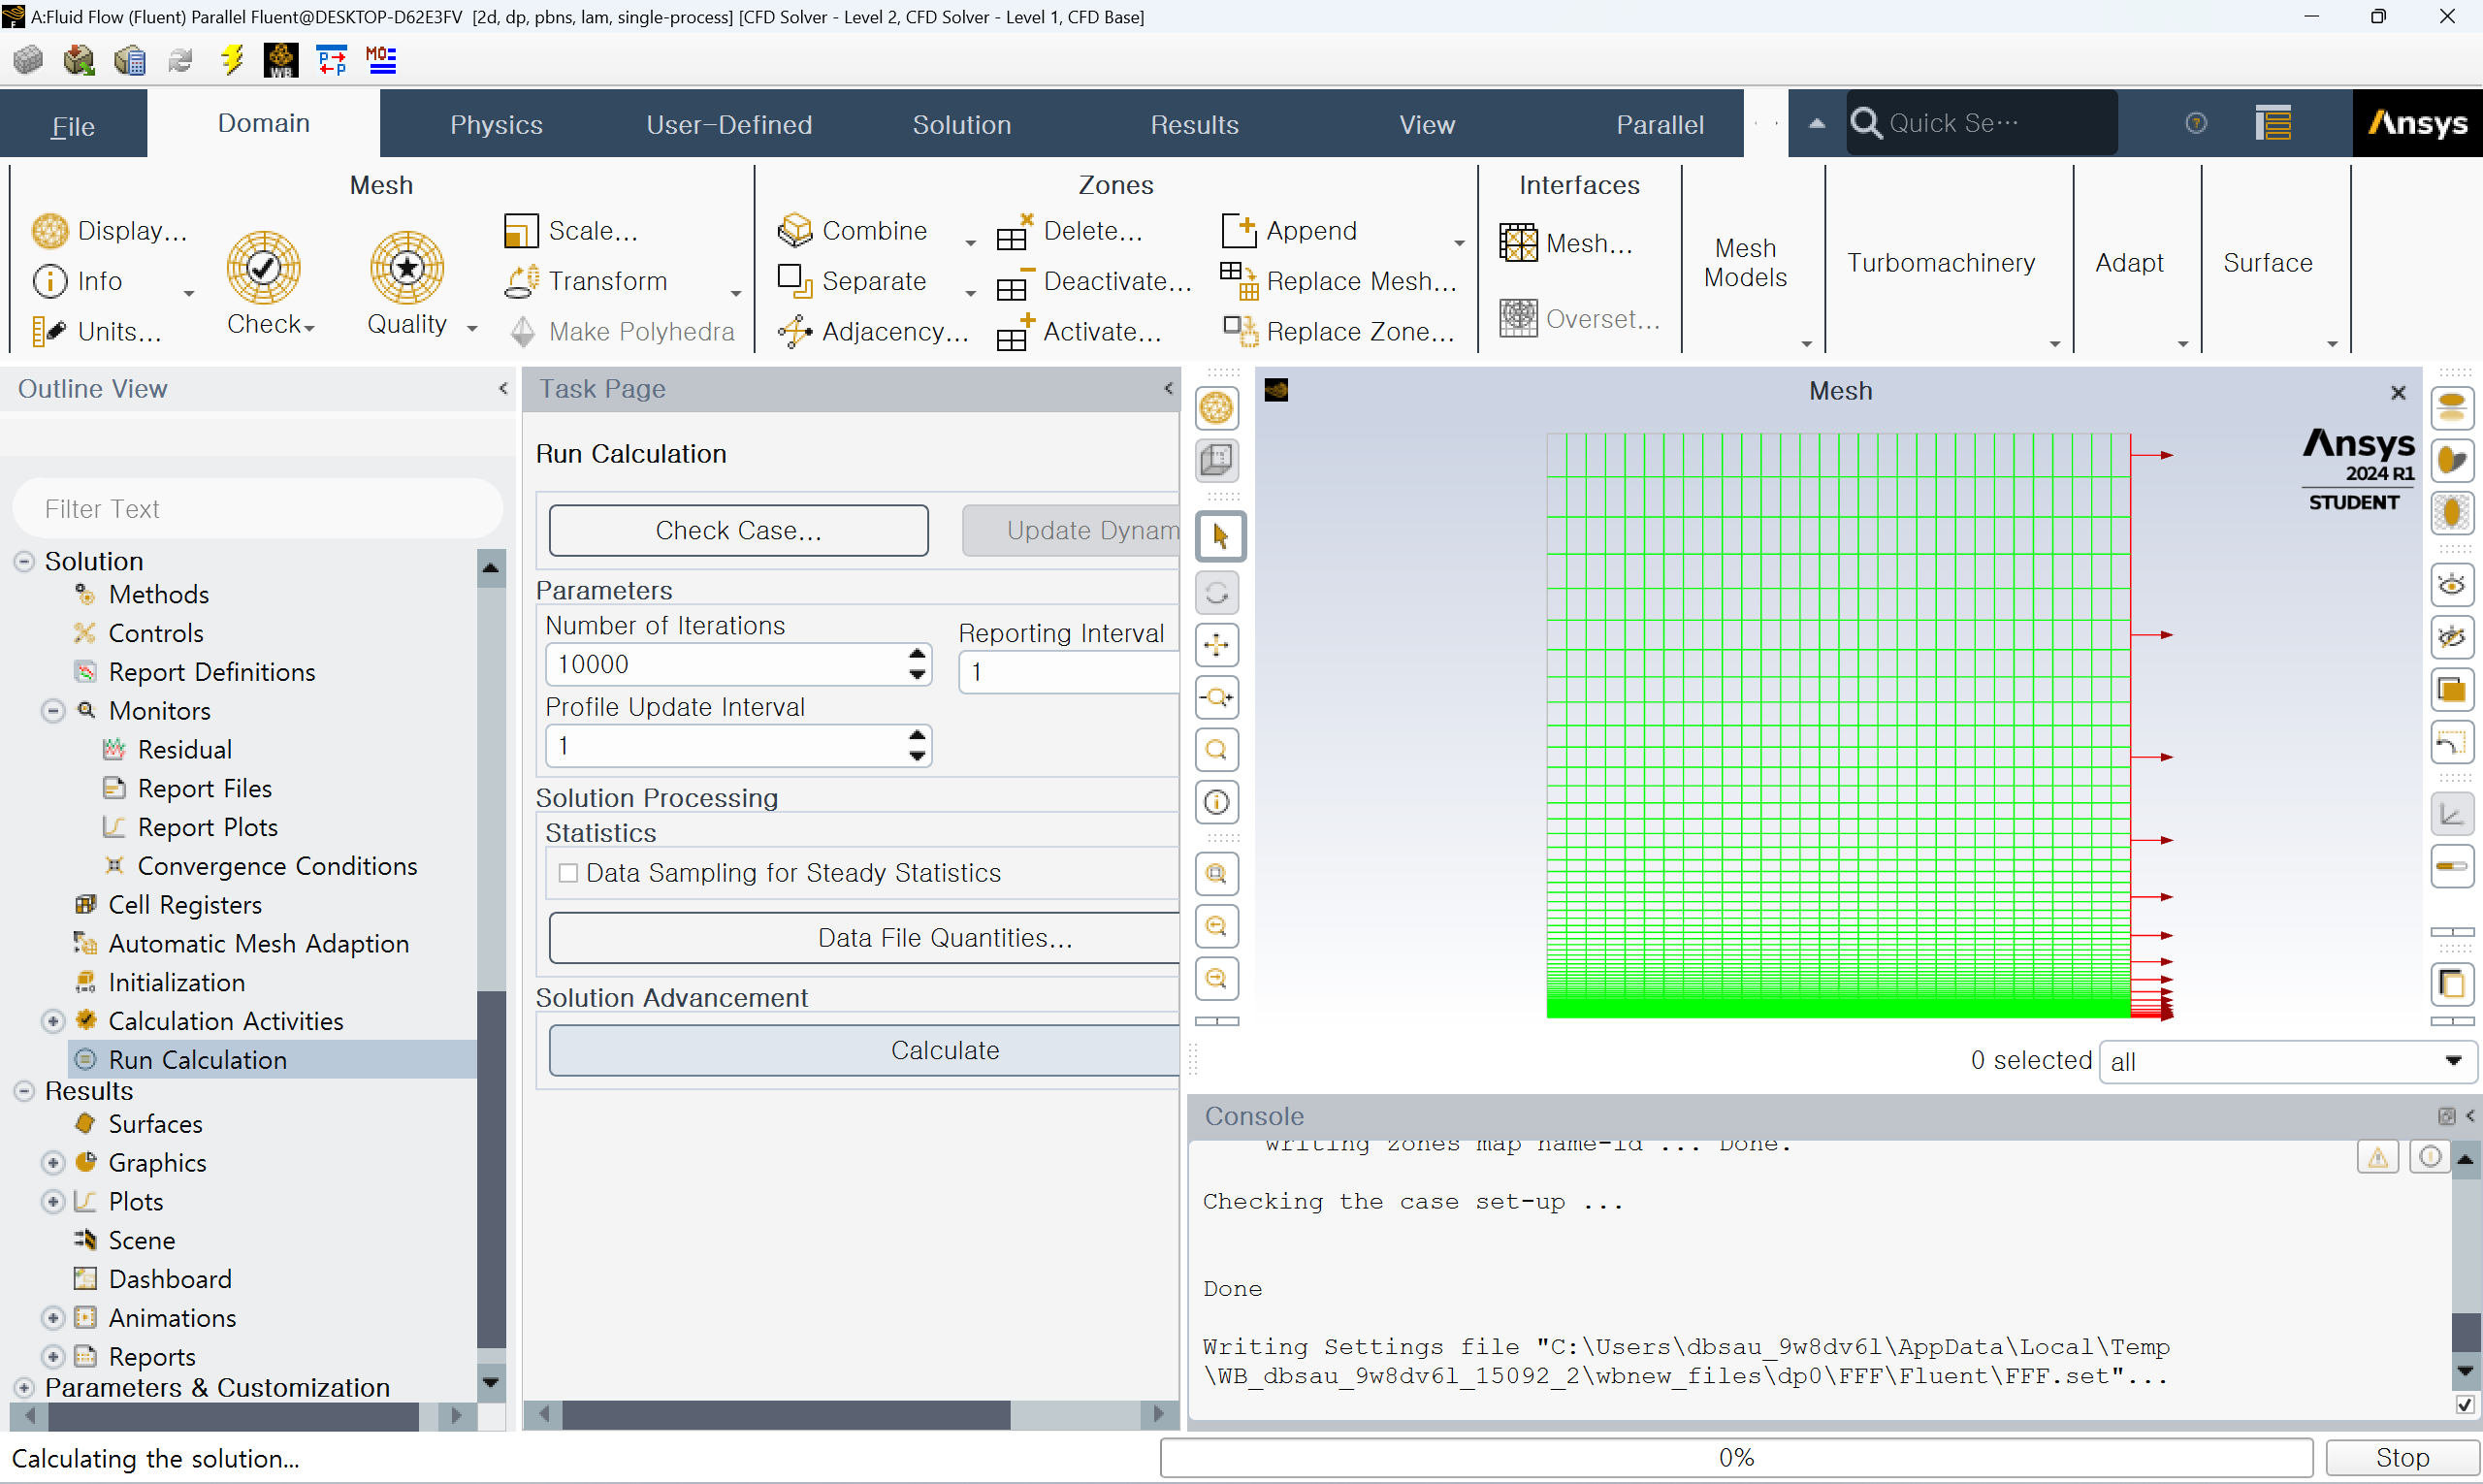 A:Fluid Flow (Fluent) Parallel Fluent@DESKTOP-D62E3FV [2d, dp, pbns, lam, single-process] [CFD Solver - Level 2, CFD Solver - Level 1, CFD Base]
WB
P P
MO
File Domain Physics User-Defined Solution Results View Parallel Quick Se... Ansys
Mesh
Display...
Info
Units...
Check
Quality
Scale...
Transform
Make Polyhedra
Zones
Combine
Separate
Adjacency...
Delete...
Deactivate...
Activate...
Append
Replace Mesh...
Replace Zone...
Interfaces
Mesh...
Overset...
Mesh
Models
Turbomachinery
Adapt
Surface
Outline View
Filter Text
Solution
Methods
Controls
Report Definitions
Monitors
Residual
Report Files
Report Plots
Convergence Conditions
Cell Registers
Automatic Mesh Adaption
Initialization
Calculation Activities
Run Calculation
Results
Surfaces
Graphics
Plots
Scene
Dashboard
Animations
Reports
Parameters & Customization
Task Page
Run Calculation
Check Case...
Update Dynam
Parameters
Number of Iterations
10000
Reporting Interval
1
Profile Update Interval
1
Solution Processing
Statistics
Data Sampling for Steady Statistics
Data File Quantities...
Solution Advancement
Calculate
Mesh
Ansys
2024 R1
STUDENT
0 selected all
Console
writing zones map name-id ... Done.
Checking the case set-up ...
Done
Writing Settings file "C:\Users\dbsau_9w8dv6l\AppData\Local\Temp
\WB_dbsau_9w8dv6l_15092_2\wbnew_files\dp0\FFF\Fluent\FFF.set"...
Calculating the solution...
0%
Stop